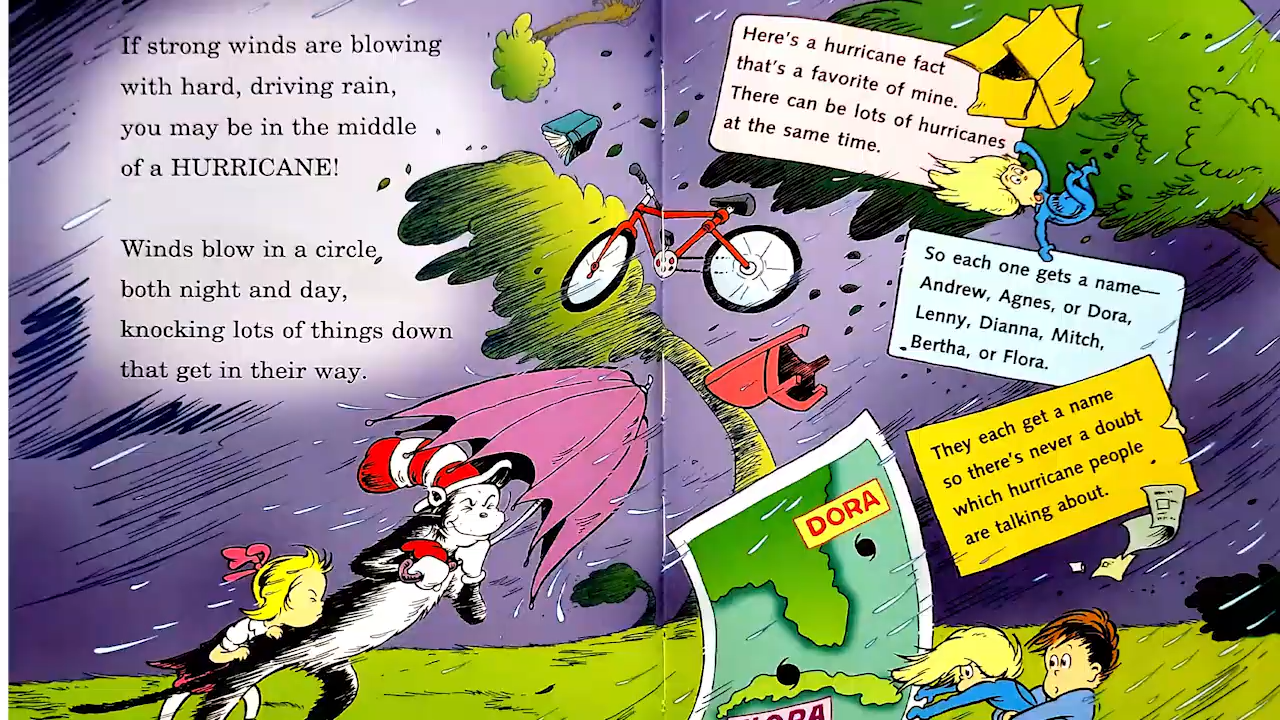 If strong winds are blowing
with hard, driving rain,
you may be in the middle
of a HURRICANE!
Winds blow in a circle,
both night and day,
knocking lots of things down
that get in their way.
Here's a hurricane fact
that's a favorite of mine.
There can be lots of hurricanes
at the same time.
So each one gets a name—
Andrew, Agnes, or Dora,
Lenny, Dianna, Mitch,
Bertha, or Flora.
They each get a name
so there's never a doubt
which hurricane people
are talking about.
DORA
FLORA